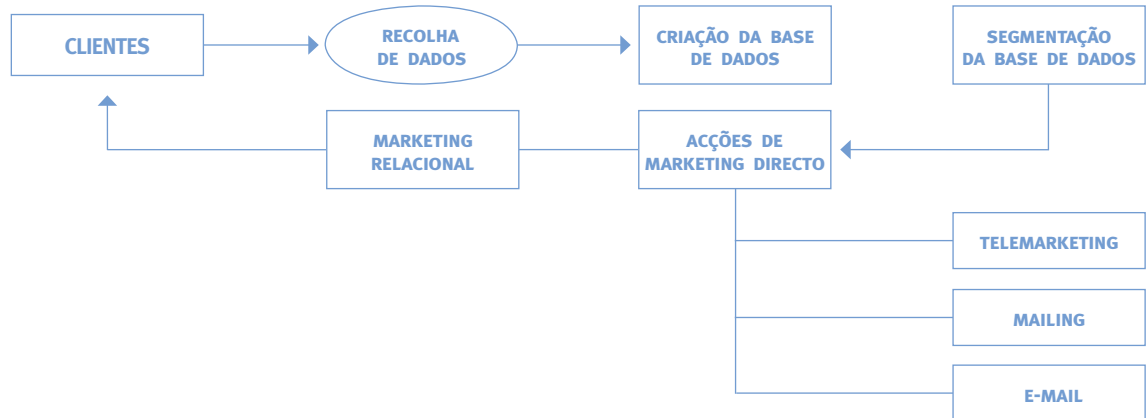 CLIENTES
RECOLHA
DE DADOS
CRIAÇÃO DA BASE
DE DADOS
SEGMENTAÇÃO
DA BASE DE DADOS
MARKETING
RELACIONAL
ACÇÕES DE
MARKETING DIRECTO
TELEMARKETING
MAILING
E-MAIL